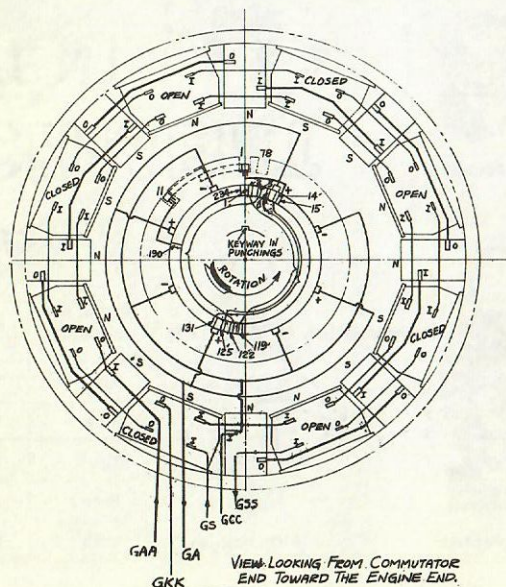 OPEN
CLOSED
OPEN
CLOSED
OPEN
CLOSED
OPEN
CLOSED
N
N
N
S
S
S
S
N
N
S
S
S
S
N
N
N
1
78
11
234
14
15
190
KEYWAY IN
PUNCHINGS
ROTATION
131
125
122
119
GSS
GS
GCC
GAA
GA
GKK
VIEW LOOKING FROM COMMUTATOR
END TOWARD THE ENGINE END.